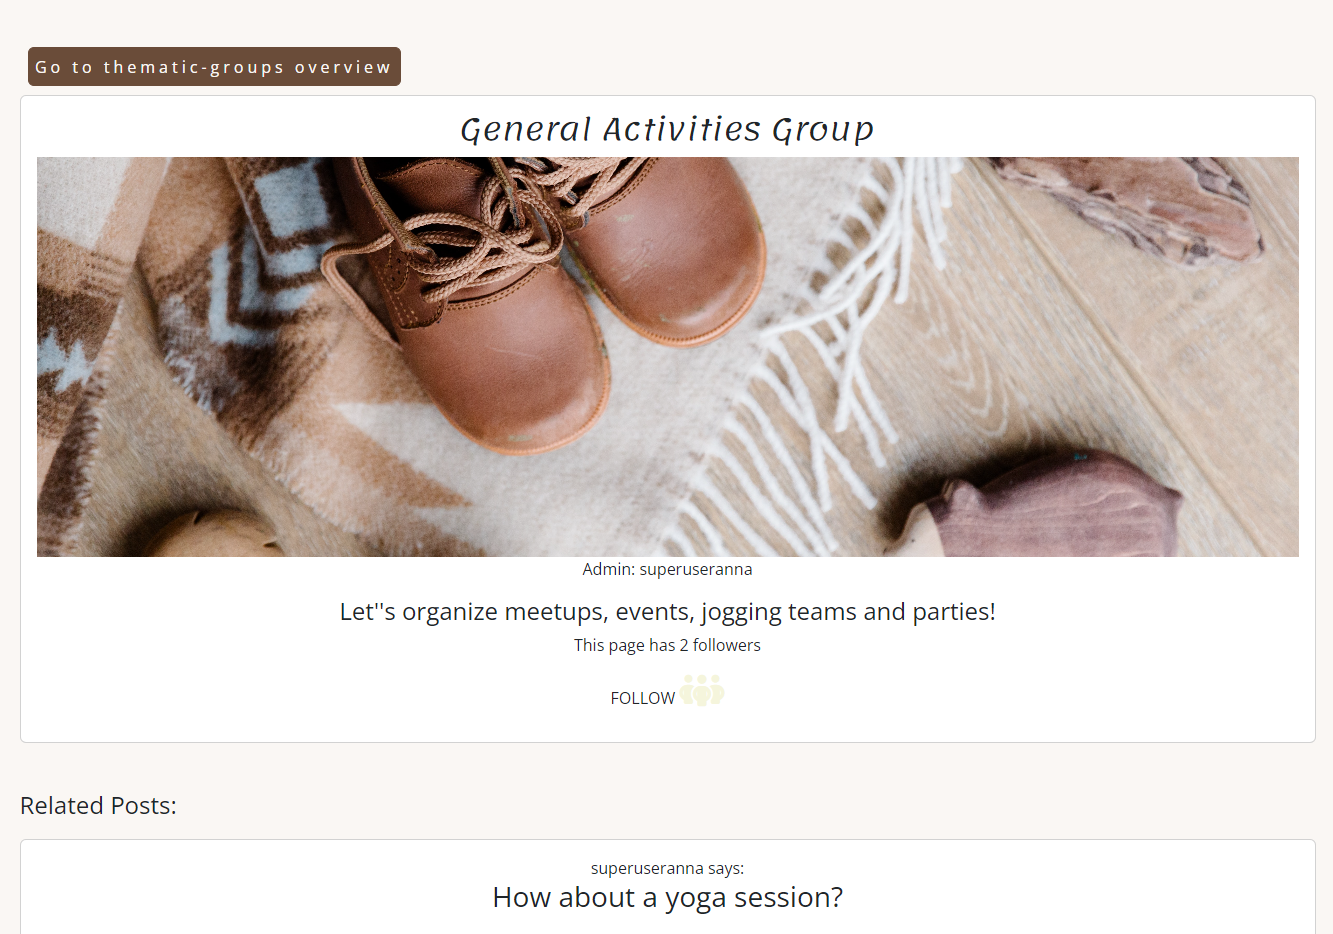 Go to thematic-groups overview
General Activities Group
Admin: superuseranna
Let''s organize meetups, events, jogging teams and parties!
This page has 2 followers
FOLLOW
Related Posts:
superuseranna says:
How about a yoga session?